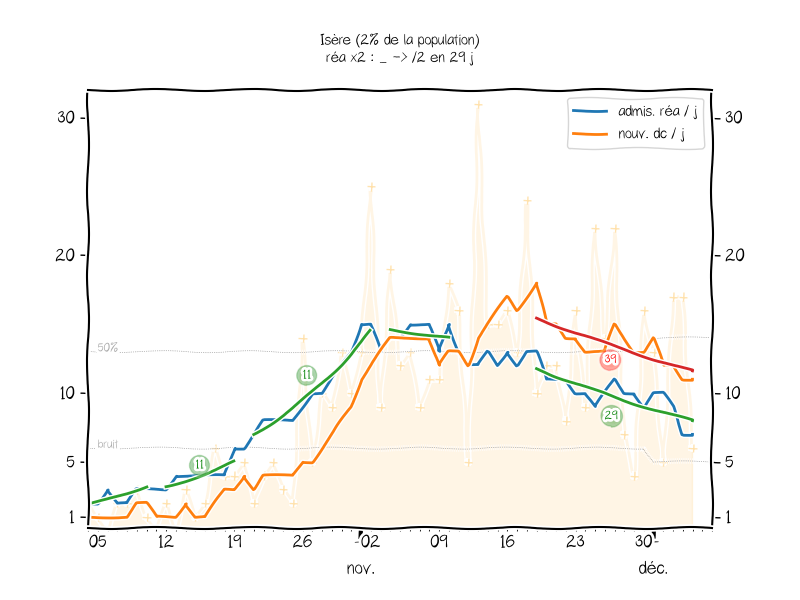 Isère (2% de la population)
réa x2 : _ -> /2 en 29 j
admis. réa / j
nouv. dc / j
30
30
20
20
50%
39
11
10
10
29
bruit
11
5
5
1
1
05 12 19 26 02 09 16 23 30
nov. déc.